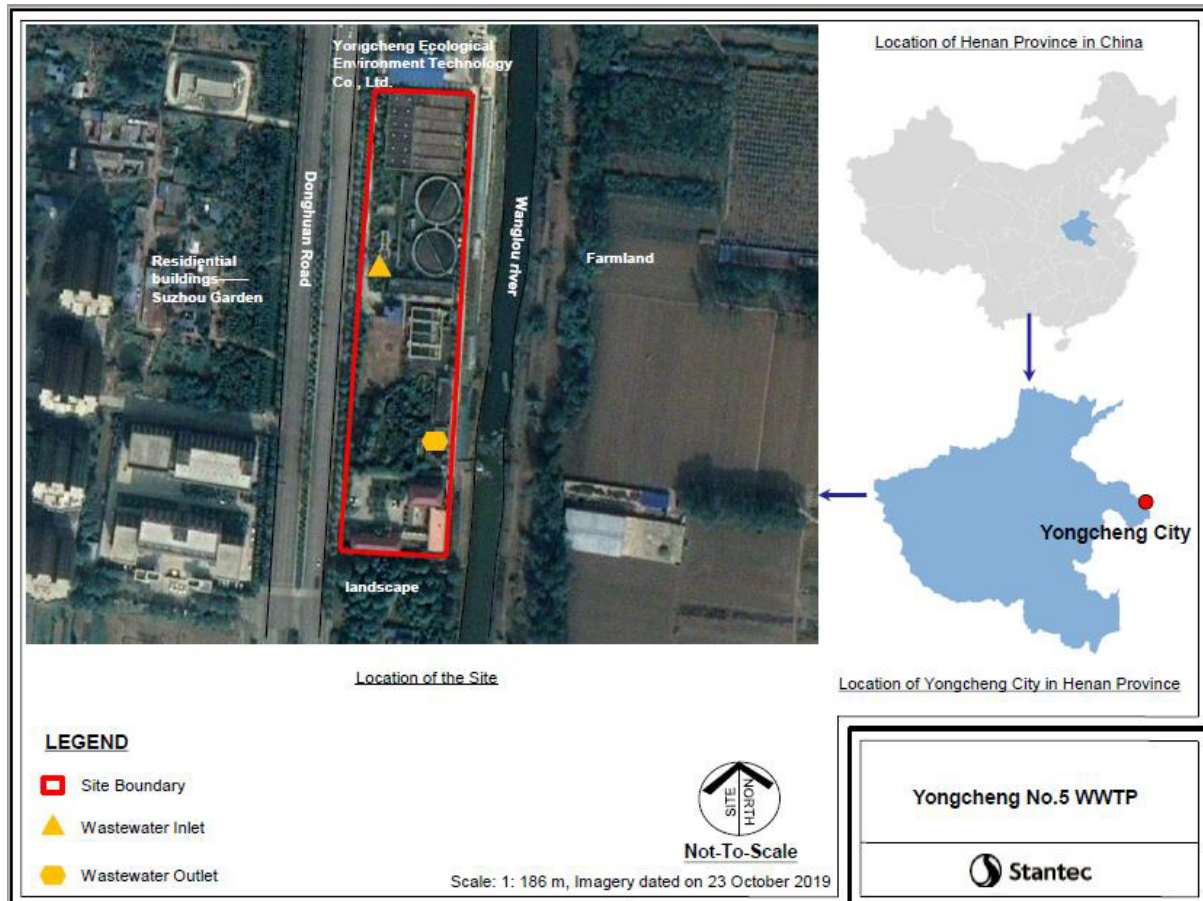 Yongcheng Ecological
Environment Technology
Co., Ltd.
Donghuan Road
Wanglou river
Residential
buildings——
Suzhou Garden
Farmland
landscape
Location of the Site
Location of Henan Province in China
Yongcheng City
Location of Yongcheng City in Henan Province
LEGEND
Site Boundary
Wastewater Inlet
Wastewater Outlet
SITE
NORTH
Not-To-Scale
Scale: 1: 186 m, Imagery dated on 23 October 2019
Yongcheng No.5 WWTP
Stantec